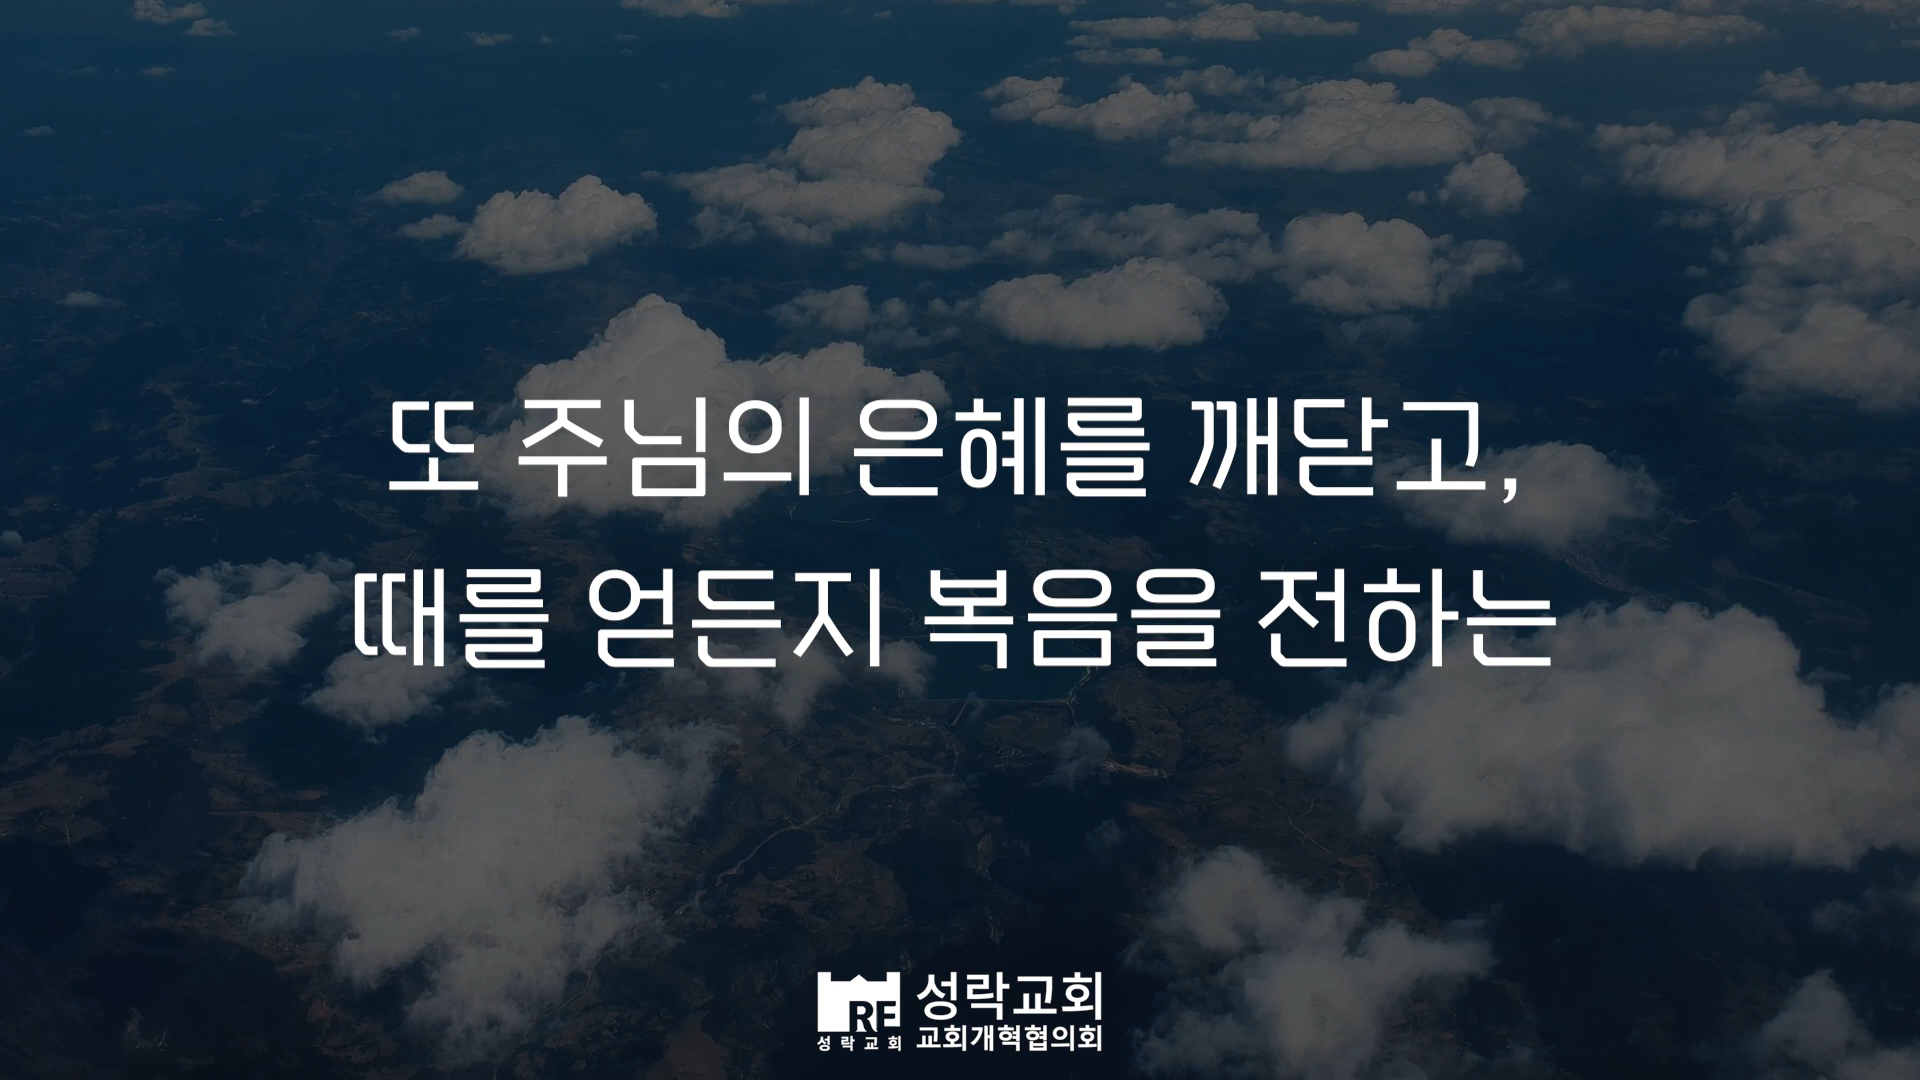 또 주님의 은혜를 깨닫고,
때를 얻든지 복음을 전하는
RE
성락교회
성락교회
교회개혁협의회